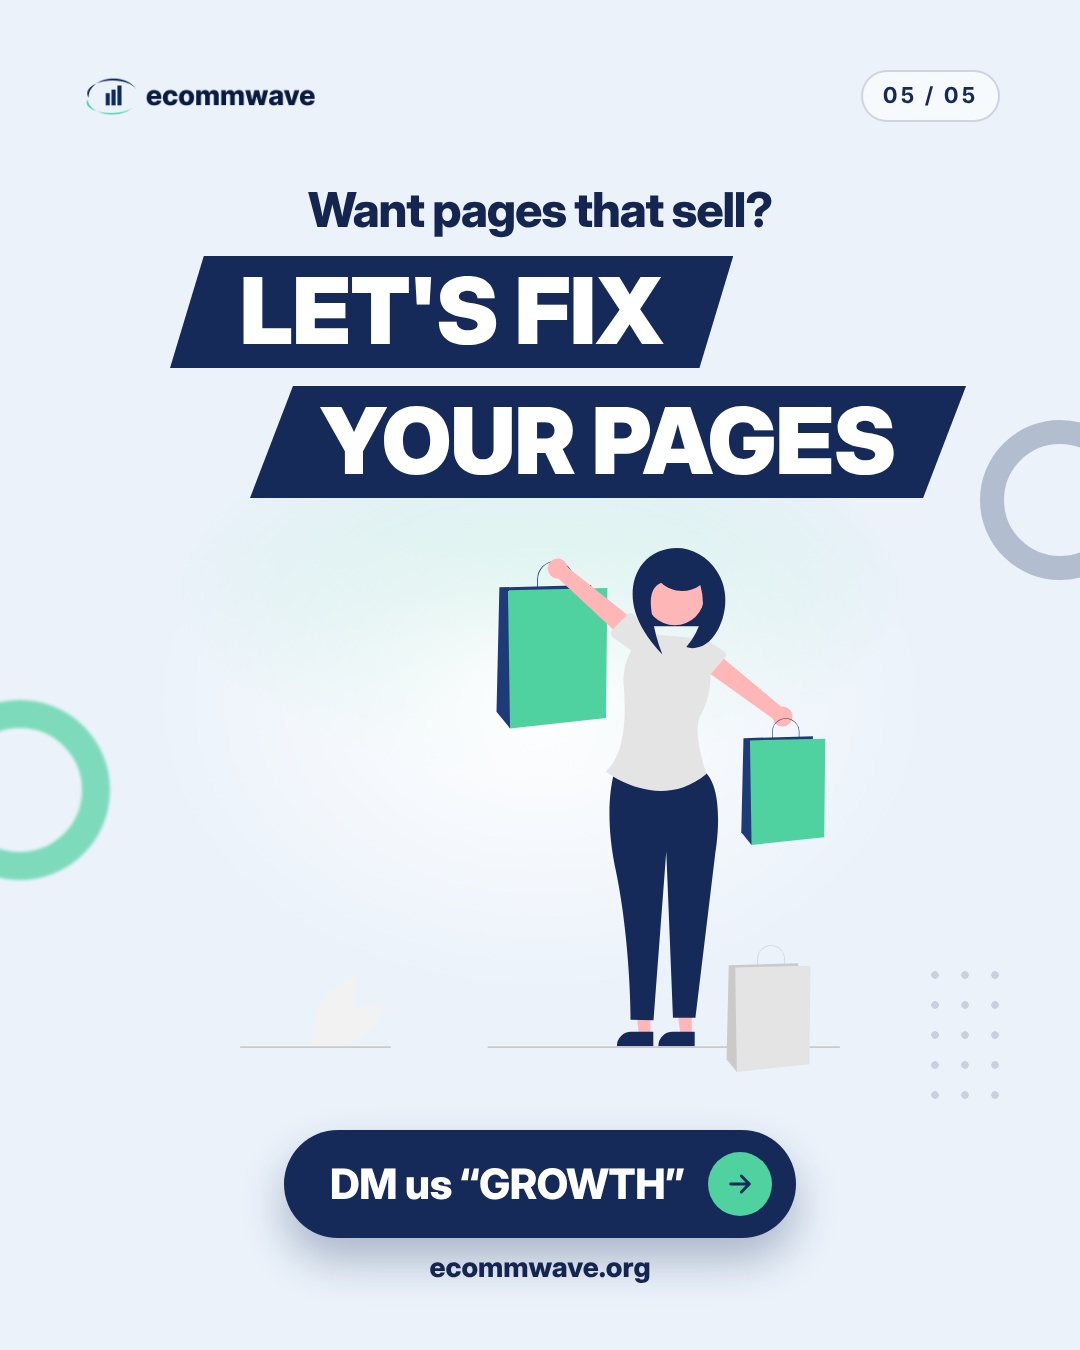 ecommwave
05 / 05
Want pages that sell?
LET'S FIX
YOUR PAGES
DM us “GROWTH”
ecommwave.org